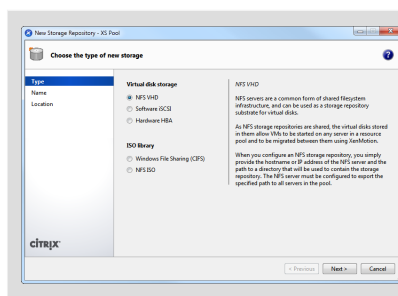 New Storage Repository - XS Pool
Choose the type of new storage
Type
Name
Location
Virtual disk storage
NFS VHD
Software iSCSI
Hardware HBA
ISO library
Windows File Sharing (CIFS)
NFS ISO
NFS VHD
NFS servers are a common form of shared filesystem
infrastructure, and can be used as a storage repository
substrate for virtual disks.
As NFS storage repositories are shared, the virtual disks stored
in them allow VMs to be started on any server in a resource
pool and to be migrated between them using XenMotion.
When you configure an NFS storage repository, you simply
provide the hostname or IP address of the NFS server and the
path to a directory that will be used to contain the storage
repository. The NFS server must be configured to export the
specified path to all servers in the pool.
CITRIX
< Previous
Next >
Cancel